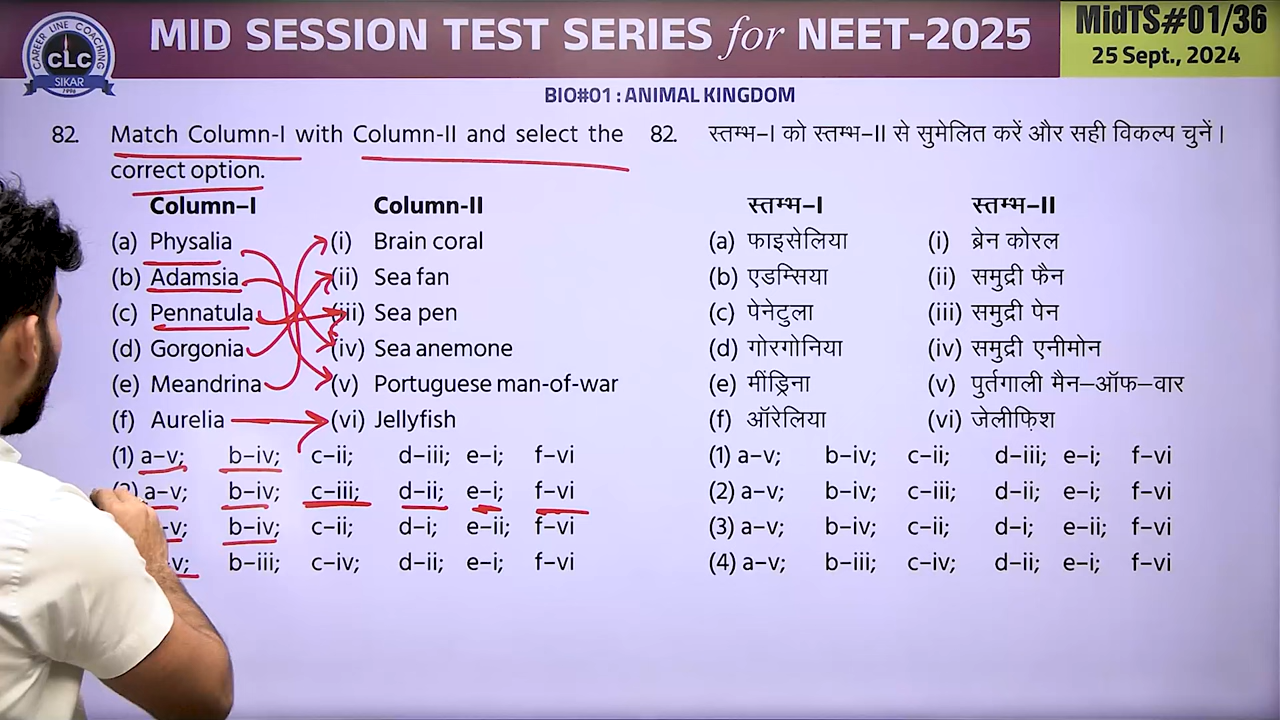 CAREER LINE COACHING
CLC
SIKAR
1996
MID SESSION TEST SERIES for NEET-2025
MidTS#01/36
25 Sept., 2024
BIO#01 : ANIMAL KINGDOM
82. Match Column-I with Column-II and select the
correct option.
Column–I Column-II
(a) Physalia (i) Brain coral
(b) Adamsia (ii) Sea fan
(c) Pennatula (iii) Sea pen
(d) Gorgonia (iv) Sea anemone
(e) Meandrina (v) Portuguese man-of-war
(f) Aurelia (vi) Jellyfish
(1) a–v; b–iv; c–ii; d–iii; e–i; f–vi
(2) a–v; b–iv; c–iii; d–ii; e–i; f–vi
–v; b–iv; c–ii; d–i; e–ii; f–vi
v; b–iii; c–iv; d–ii; e–i; f–vi
82. स्तम्भ–I को स्तम्भ–II से सुमेलित करें और सही विकल्प चुनें।
स्तम्भ–I स्तम्भ–II
(a) फाइसेलिया (i) ब्रेन कोरल
(b) एडम्सिया (ii) समुद्री फैन
(c) पेनेटुला (iii) समुद्री पेन
(d) गोरगोनिया (iv) समुद्री एनीमोन
(e) मींड्रिना (v) पुर्तगाली मैन–ऑफ–वार
(f) ऑरेलिया (vi) जेलीफ़िश
(1) a–v; b–iv; c–ii; d–iii; e–i; f–vi
(2) a–v; b–iv; c–iii; d–ii; e–i; f–vi
(3) a–v; b–iv; c–ii; d–i; e–ii; f–vi
(4) a–v; b–iii; c–iv; d–ii; e–i; f–vi